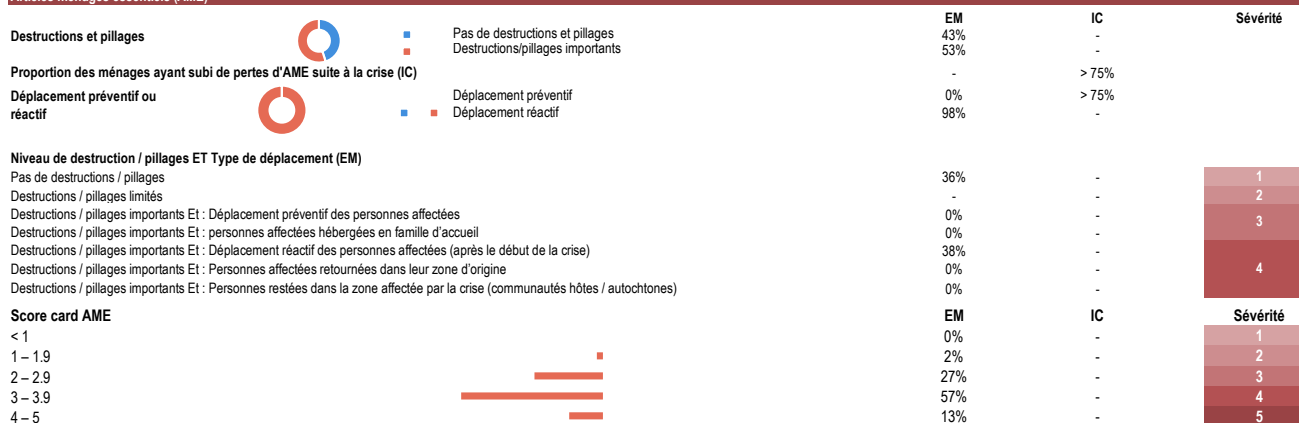 Articles ménages essentiels (AME)
EM IC Sévérité
Destructions et pillages Pas de destructions et pillages 43% -
Destructions/pillages importants 53% -
Proportion des ménages ayant subi de pertes d'AME suite à la crise (IC) - > 75%
Déplacement préventif ou réactif Déplacement préventif 0% > 75%
Déplacement réactif 98% -
Niveau de destruction / pillages ET Type de déplacement (EM)
Pas de destructions / pillages 36% - 1
Destructions / pillages limités - - 2
Destructions / pillages importants Et : Déplacement préventif des personnes affectées 0% - 3
Destructions / pillages importants Et : personnes affectées hébergées en famille d'accueil 0% -
Destructions / pillages importants Et : Déplacement réactif des personnes affectées (après le début de la crise) 38% -
Destructions / pillages importants Et : Personnes affectées retournées dans leur zone d'origine 0% - 4
Destructions / pillages importants Et : Personnes restées dans la zone affectée par la crise (communautés hôtes / autochtones) 0% -
Score card AME EM IC Sévérité
< 1 0% - 1
1 – 1.9 2% - 2
2 – 2.9 27% - 3
3 – 3.9 57% - 4
4 – 5 13% - 5